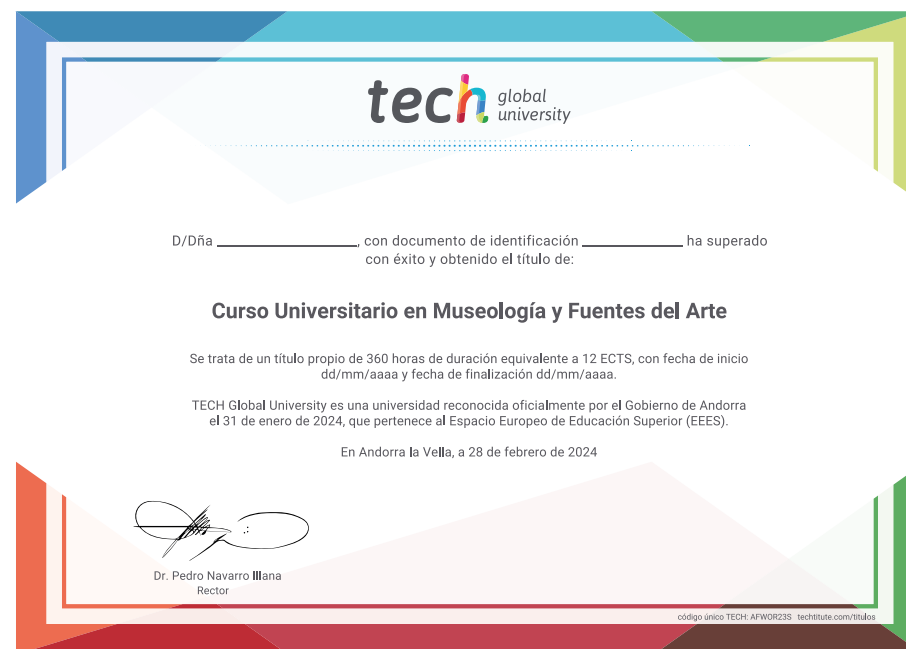 tech global
university
D/Dña ____________________, con documento de identificación ______________ ha superado
con éxito y obtenido el título de:
Curso Universitario en Museología y Fuentes del Arte
Se trata de un título propio de 360 horas de duración equivalente a 12 ECTS, con fecha de inicio
dd/mm/aaaa y fecha de finalización dd/mm/aaaa.
TECH Global University es una universidad reconocida oficialmente por el Gobierno de Andorra
el 31 de enero de 2024, que pertenece al Espacio Europeo de Educación Superior (EEES).
En Andorra la Vella, a 28 de febrero de 2024
Dr. Pedro Navarro Illana
Rector
código único TECH: AFWOR23S techtitute.com/titulos